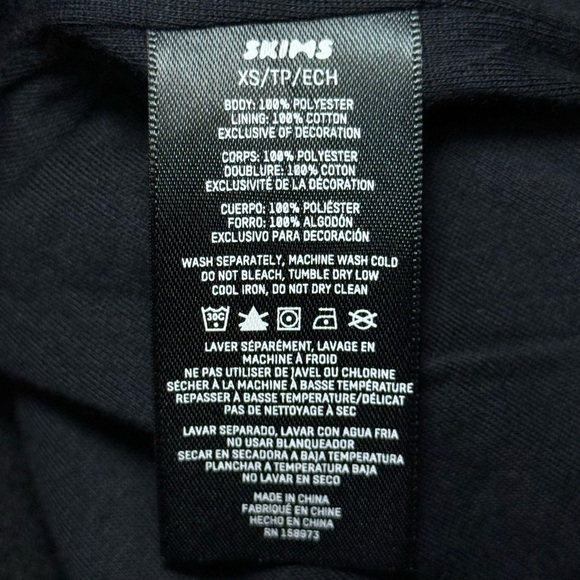 SKIMS
XS/TP/ECH
BODY: 100% POLYESTER
LINING: 100% COTTON
EXCLUSIVE OF DECORATION
CORPS: 100% POLYESTER
DOUBLURE: 100% COTON
EXCLUSIVITÉ DE LA DÉCORATION
CUERPO: 100% POLIÉSTER
FORRO: 100% ALGODÓN
EXCLUSIVO PARA DECORACIÓN
WASH SEPARATELY, MACHINE WASH COLD
DO NOT BLEACH, TUMBLE DRY LOW
COOL IRON, DO NOT DRY CLEAN
30C
LAVER SÉPARÉMENT, LAVAGE EN
MACHINE À FROID
NE PAS UTILISER DE JAVEL OU CHLORINE
SÉCHER À LA MACHINE À BASSE TEMPÉRATURE
REPASSER À BASSE TEMPÉRATURE/DÉLICAT
PAS DE NETTOYAGE À SEC
LAVAR SEPARADO, LAVAR CON AGUA FRIA
NO USAR BLANQUEADOR
SECAR EN SECADORA A BAJA TEMPERATURA
PLANCHAR A TEMPERATURA BAJA
NO LAVAR EN SECO
MADE IN CHINA
FABRIQUÉ EN CHINE
HECHO EN CHINA
RN 158973